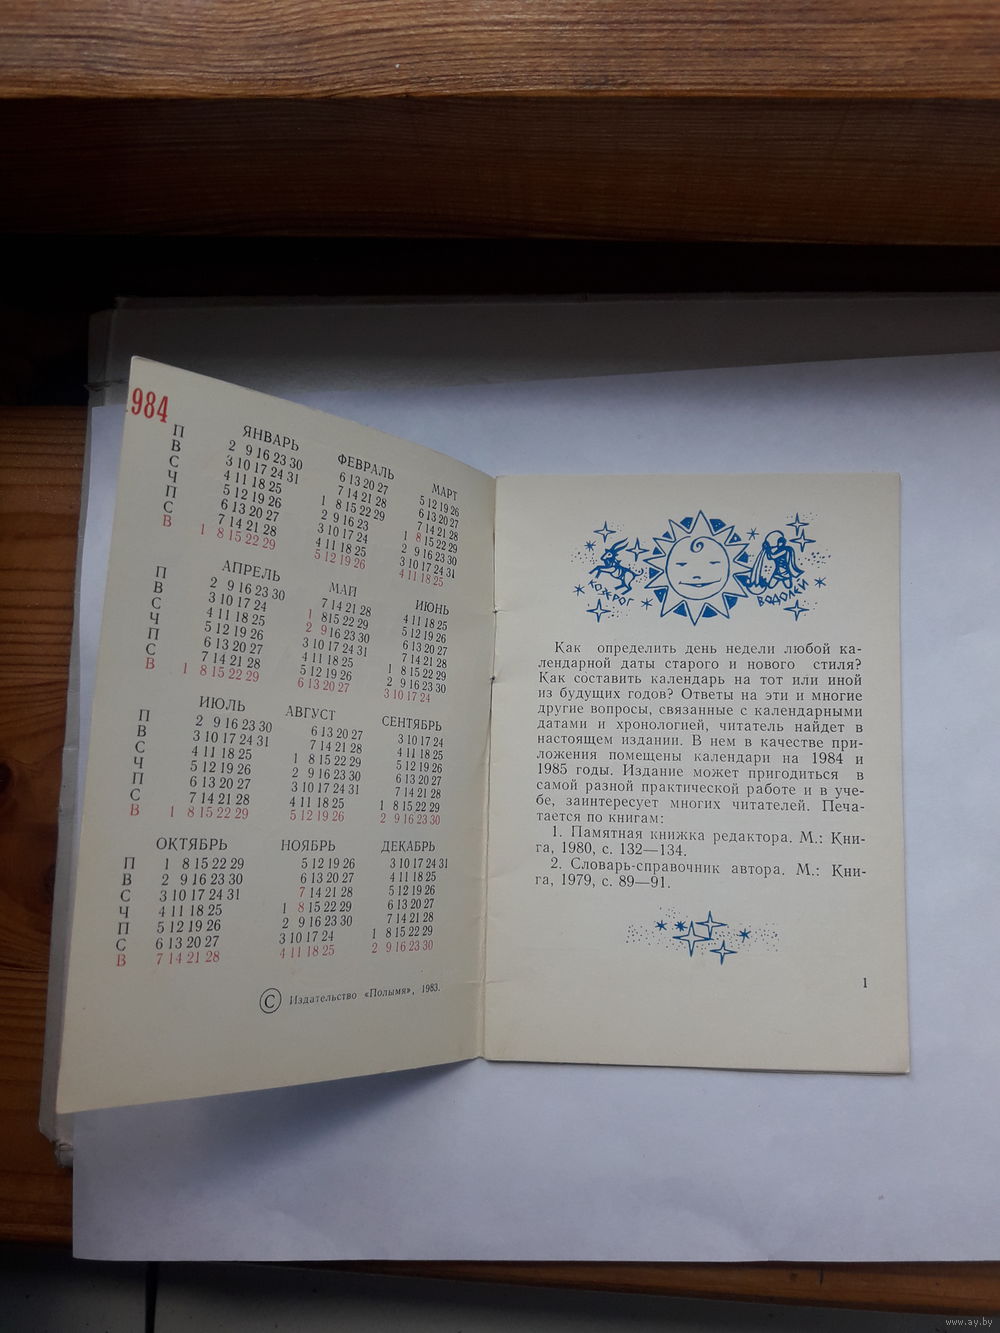 1984
ЯНВАРЬ ФЕВРАЛЬ МАРТ
П 2 9 16 23 30 6 13 20 27 5 12 19 26
В 3 10 17 24 31 7 14 21 28 6 13 20 27
С 4 11 18 25 1 8 15 22 29 7 14 21 28
Ч 5 12 19 26 2 9 16 23 1 8 15 22 29
П 6 13 20 27 3 10 17 24 2 9 16 23 30
С 7 14 21 28 4 11 18 25 3 10 17 24 31
В 1 8 15 22 29 5 12 19 26 4 11 18 25
АПРЕЛЬ МАЙ ИЮНЬ
П 2 9 16 23 30 7 14 21 28 4 11 18 25
В 3 10 17 24 1 8 15 22 29 5 12 19 26
С 4 11 18 25 2 9 16 23 30 6 13 20 27
Ч 5 12 19 26 3 10 17 24 31 7 14 21 28
П 6 13 20 27 4 11 18 25 1 8 15 22 29
С 7 14 21 28 5 12 19 26 2 9 16 23 30
В 1 8 15 22 29 6 13 20 27 3 10 17 24
ИЮЛЬ АВГУСТ СЕНТЯБРЬ
П 2 9 16 23 30 6 13 20 27 3 10 17 24
В 3 10 17 24 31 7 14 21 28 4 11 18 25
С 4 11 18 25 1 8 15 22 29 5 12 19 26
Ч 5 12 19 26 2 9 16 23 30 6 13 20 27
П 6 13 20 27 3 10 17 24 31 7 14 21 28
С 7 14 21 28 4 11 18 25 1 8 15 22 29
В 1 8 15 22 29 5 12 19 26 2 9 16 23 30
ОКТЯБРЬ НОЯБРЬ ДЕКАБРЬ
П 1 8 15 22 29 5 12 19 26 3 10 17 24 31
В 2 9 16 23 30 6 13 20 27 4 11 18 25
С 3 10 17 24 31 7 14 21 28 5 12 19 26
Ч 4 11 18 25 1 8 15 22 29 6 13 20 27
П 5 12 19 26 2 9 16 23 30 7 14 21 28
С 6 13 20 27 3 10 17 24 1 8 15 22 29
В 7 14 21 28 4 11 18 25 2 9 16 23 30
© Издательство «Полымя», 1983.
КОЗЕРОГ ВОДОЛЕЙ
Как определить день недели любой ка-
лендарной даты старого и нового стиля?
Как составить календарь на тот или иной
из будущих годов? Ответы на эти и многие
другие вопросы, связанные с календарными
датами и хронологией, читатель найдет в
настоящем издании. В нем в качестве при-
ложения помещены календари на 1984 и
1985 годы. Издание может пригодиться в
самой разной практической работе и в уче-
бе, заинтересует многих читателей. Печа-
тается по книгам:
1. Памятная книжка редактора. М.: Кни-
га, 1980, с. 132—134.
2. Словарь-справочник автора. М.: Кни-
га, 1979, с. 89—91.
1
www.ay.by